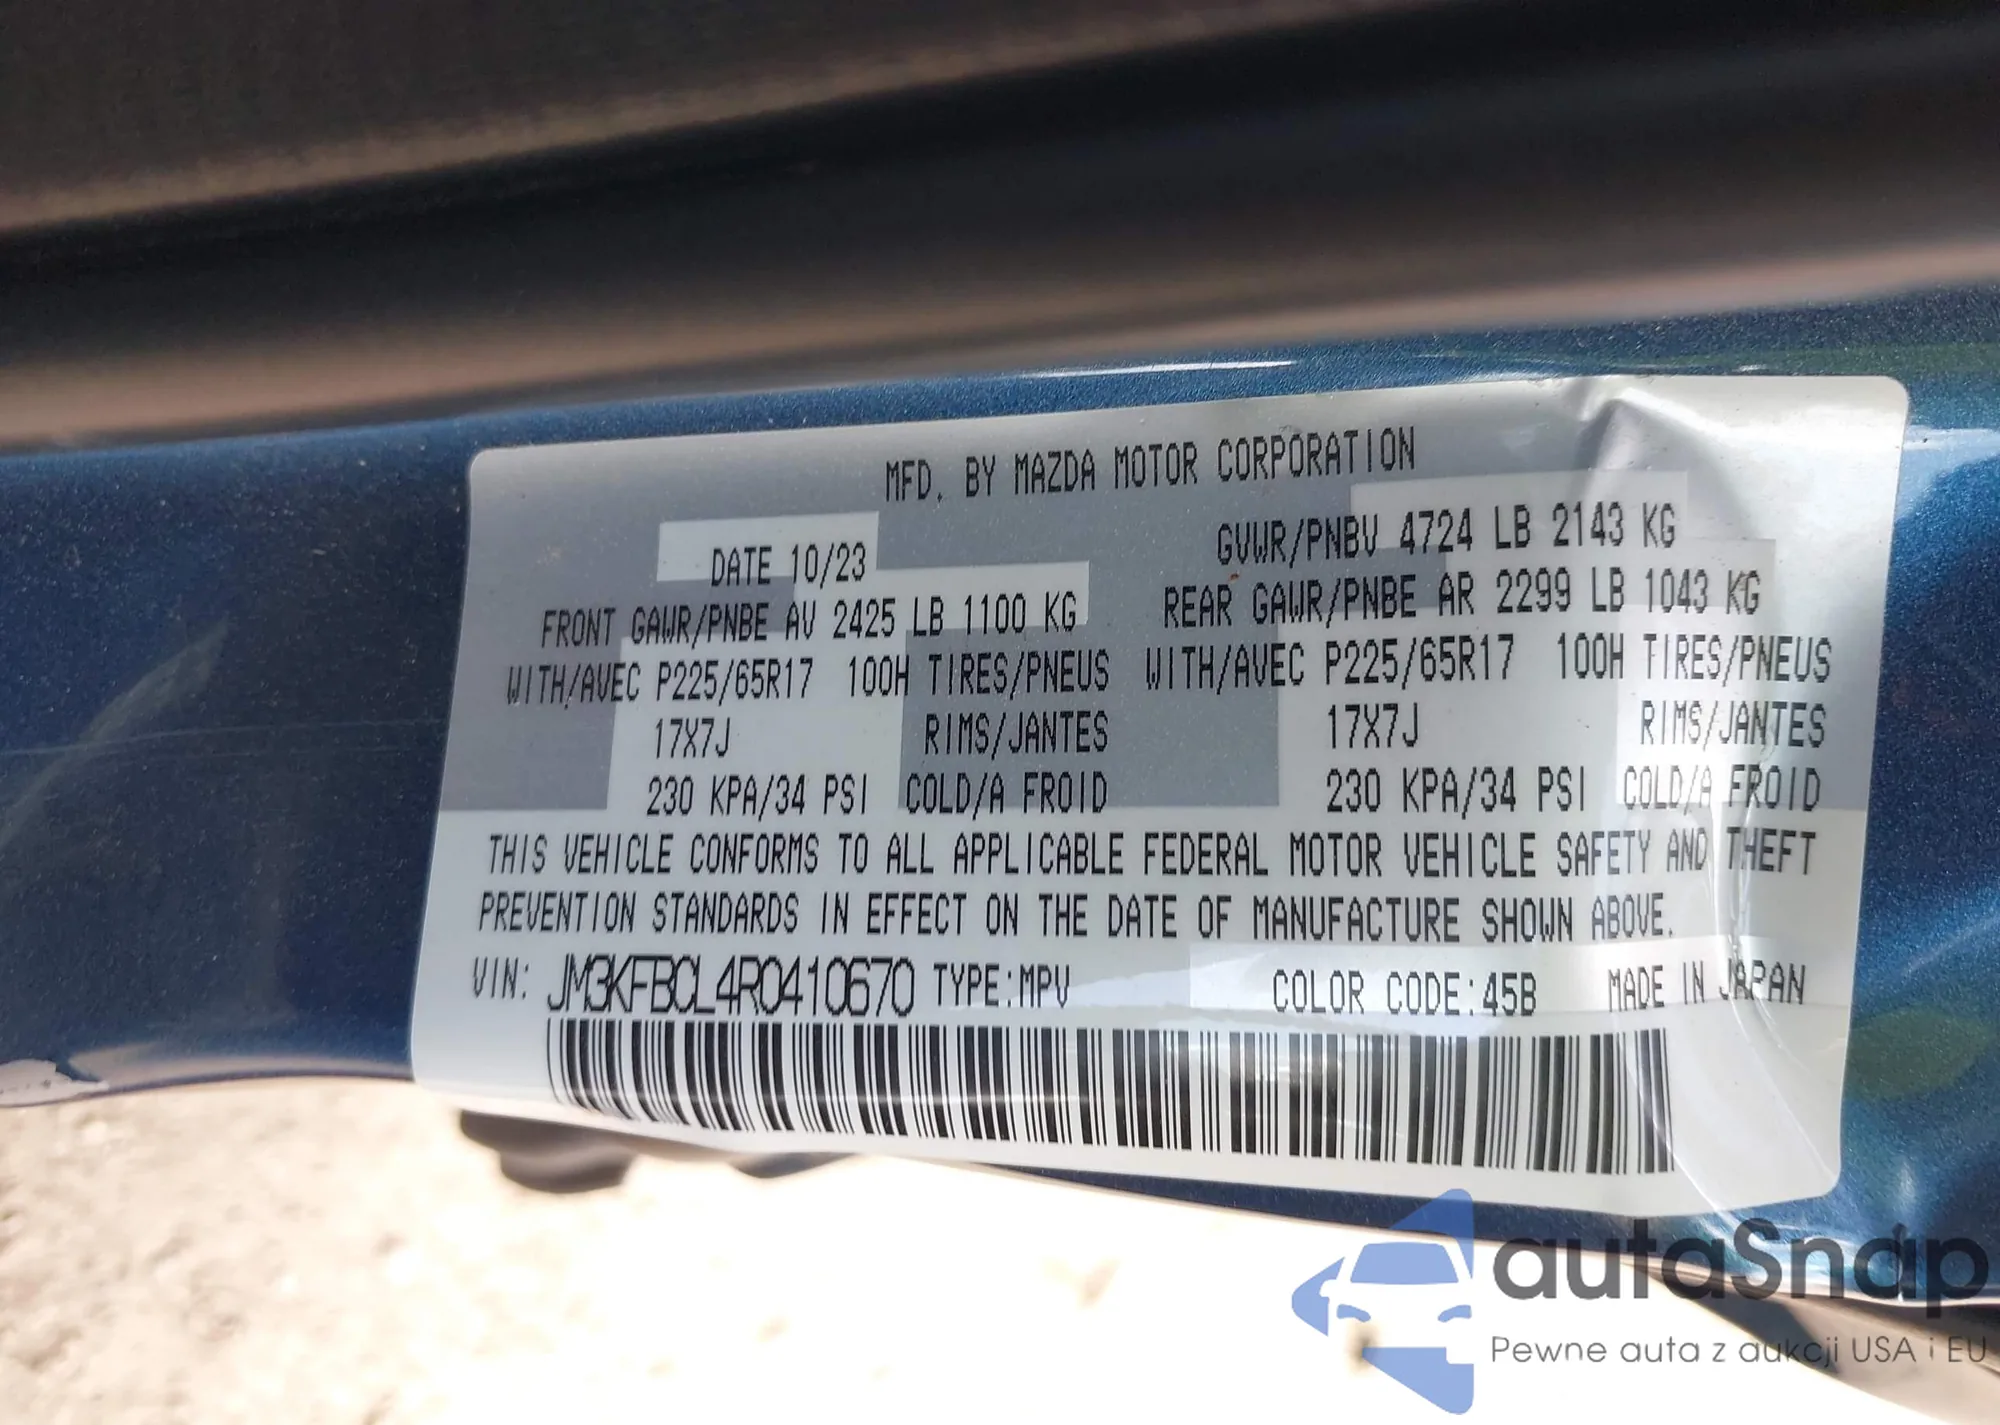 MFD. BY MAZDA MOTOR CORPORATION
DATE 10/23 GVWR/PNBV 4724 LB 2143 KG
FRONT GAWR/PNBE AV 2425 LB 1100 KG REAR GAWR/PNBE AR 2299 LB 1043 KG
WITH/AVEC P225/65R17 100H TIRES/PNEUS WITH/AVEC P225/65R17 100H TIRES/PNEUS
17X7J RIMS/JANTES 17X7J RIMS/JANTES
230 KPA/34 PSI COLD/A FROID 230 KPA/34 PSI COLD/A FROID
THIS VEHICLE CONFORMS TO ALL APPLICABLE FEDERAL MOTOR VEHICLE SAFETY AND THEFT
PREVENTION STANDARDS IN EFFECT ON THE DATE OF MANUFACTURE SHOWN ABOVE.
VIN: JM3KFBCL4R0410670 TYPE:MPV COLOR CODE:45B MADE IN JAPAN
autaSnap
Pewne auta z aukcji USA i EU